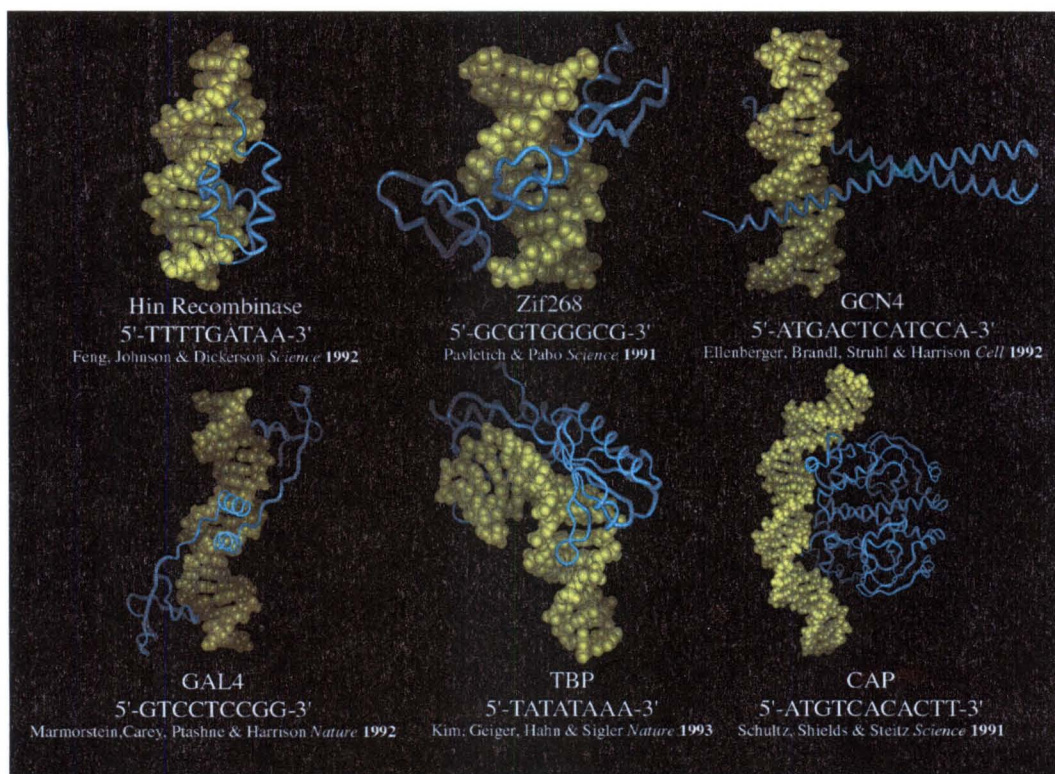 Hin Recombinase
5'-TTTTGATAA-3'
Feng, Johnson & Dickerson Science 1992
Zif268
5'-GCGTGGGCG-3'
Pavletich & Pabo Science 1991
GCN4
5'-ATGACTCATCCA-3'
Ellenberger, Brandl, Struhl & Harrison Cell 1992
GAL4
5'-GTCCTCCGG-3'
Marmorstein,Carey, Ptashne & Harrison Nature 1992
TBP
5'-TATATAAA-3'
Kim, Geiger, Hahn & Sigler Nature 1993
CAP
5'-ATGTCACACTT-3'
Schultz, Shields & Steitz Science 1991